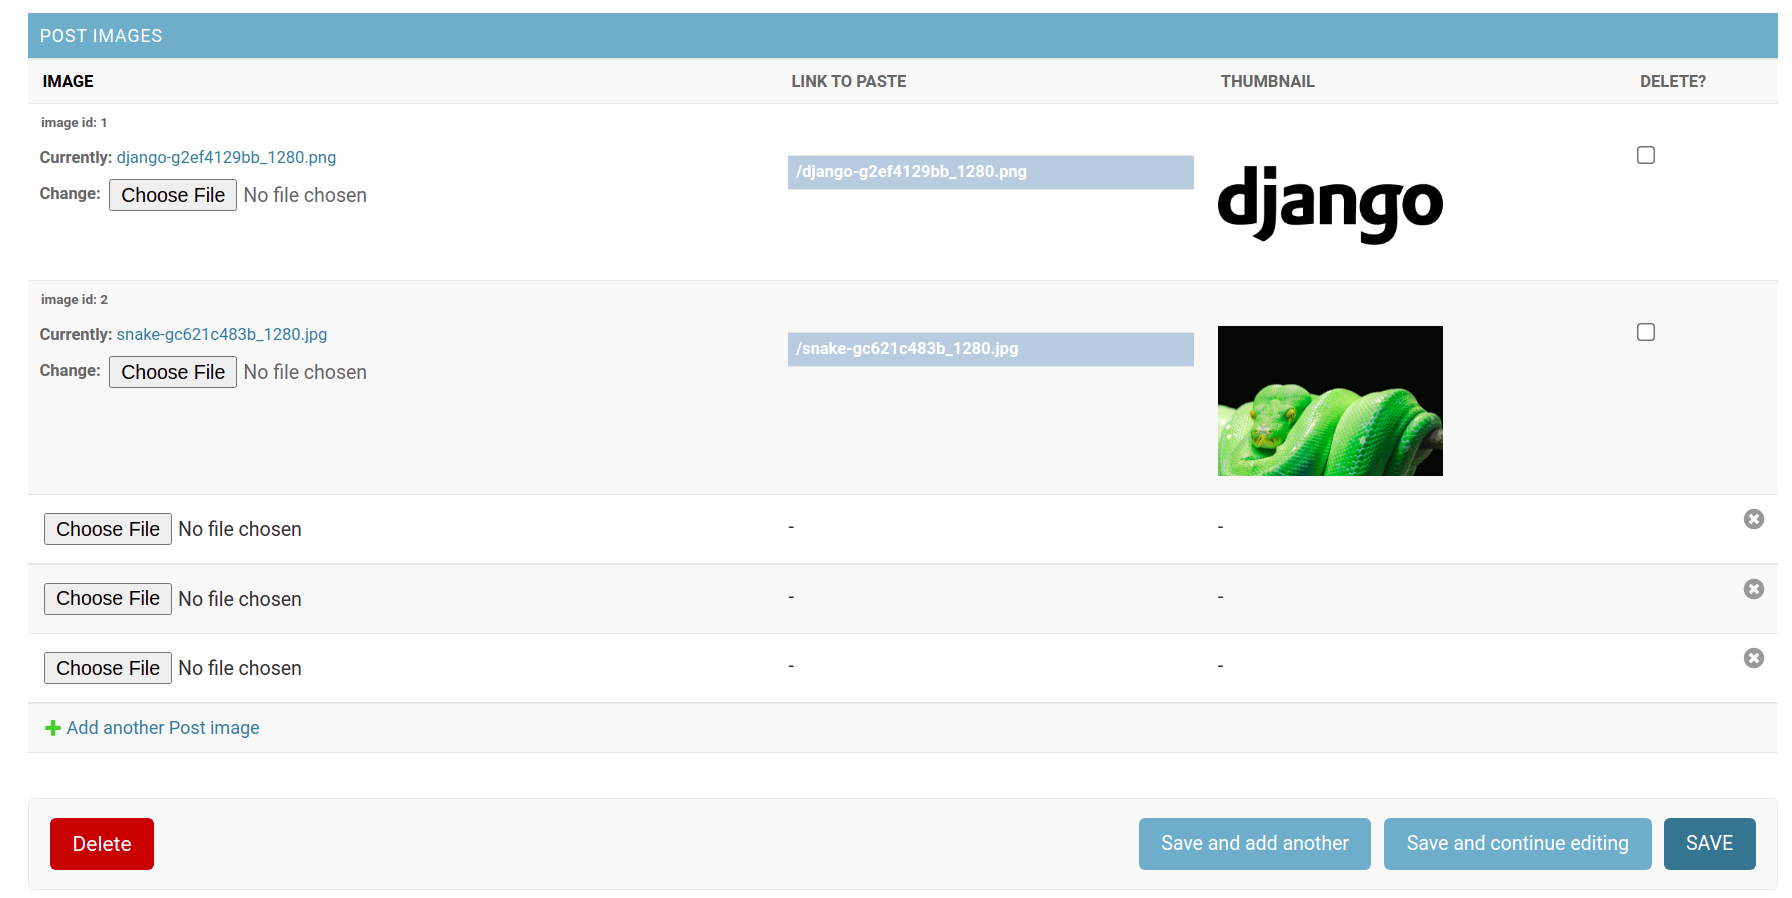 POST IMAGES
IMAGE LINK TO PASTE THUMBNAIL DELETE?
image id: 1
Currently: django-g2ef4129bb_1280.png
/django-g2ef4129bb_1280.png
Change: Choose File No file chosen
django
image id: 2
Currently: snake-gc621c483b_1280.jpg
/snake-gc621c483b_1280.jpg
Change: Choose File No file chosen
Choose File No file chosen - -
Choose File No file chosen - -
Choose File No file chosen - -
Add another Post image
Delete Save and add another Save and continue editing SAVE